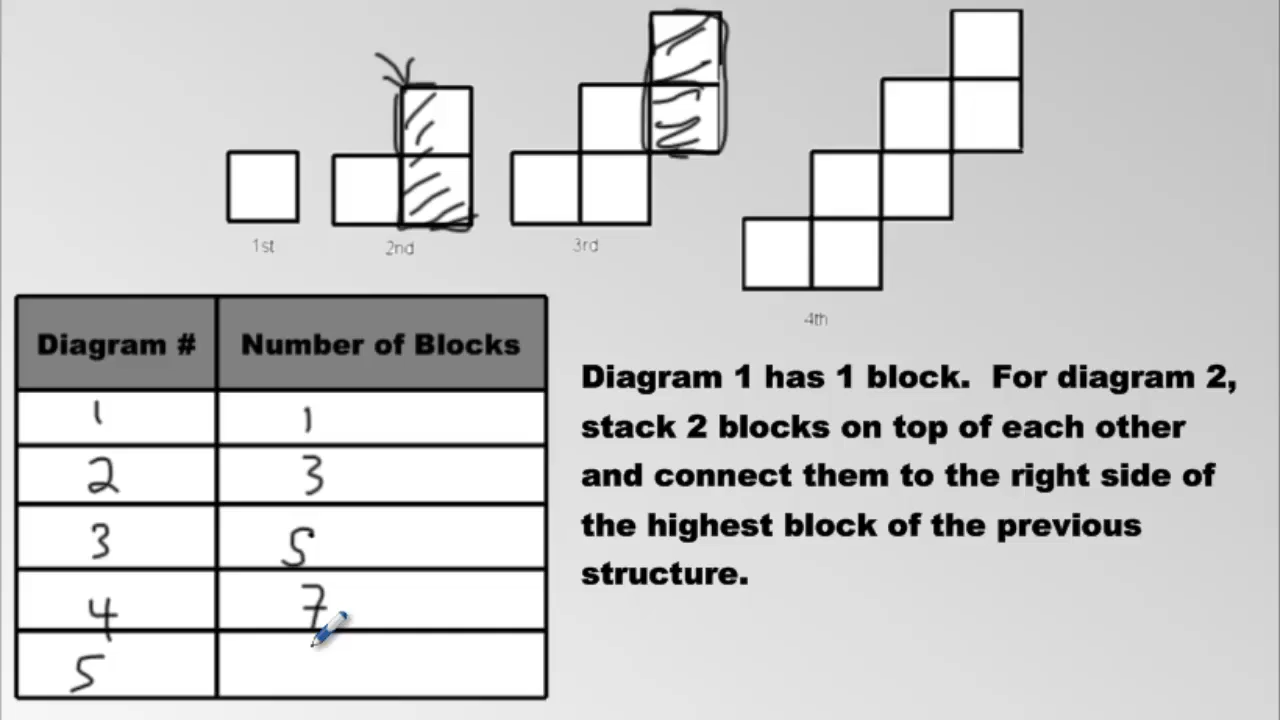 1st
2nd
3rd
4th
Diagram # Number of Blocks
1 1
2 3
3 5
4 7
5
Diagram 1 has 1 block. For diagram 2,
stack 2 blocks on top of each other
and connect them to the right side of
the highest block of the previous
structure.